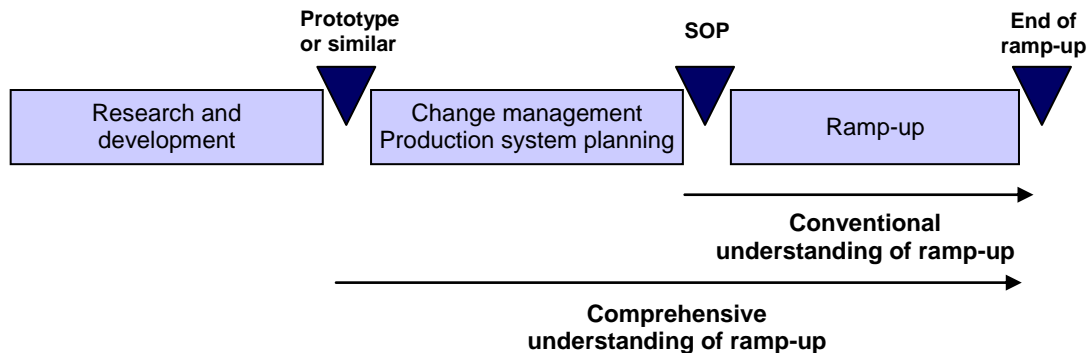 Prototype
or similar
SOP
End of
ramp-up
Research and
development
Change management
Production system planning
Ramp-up
Conventional
understanding of ramp-up
Comprehensive
understanding of ramp-up